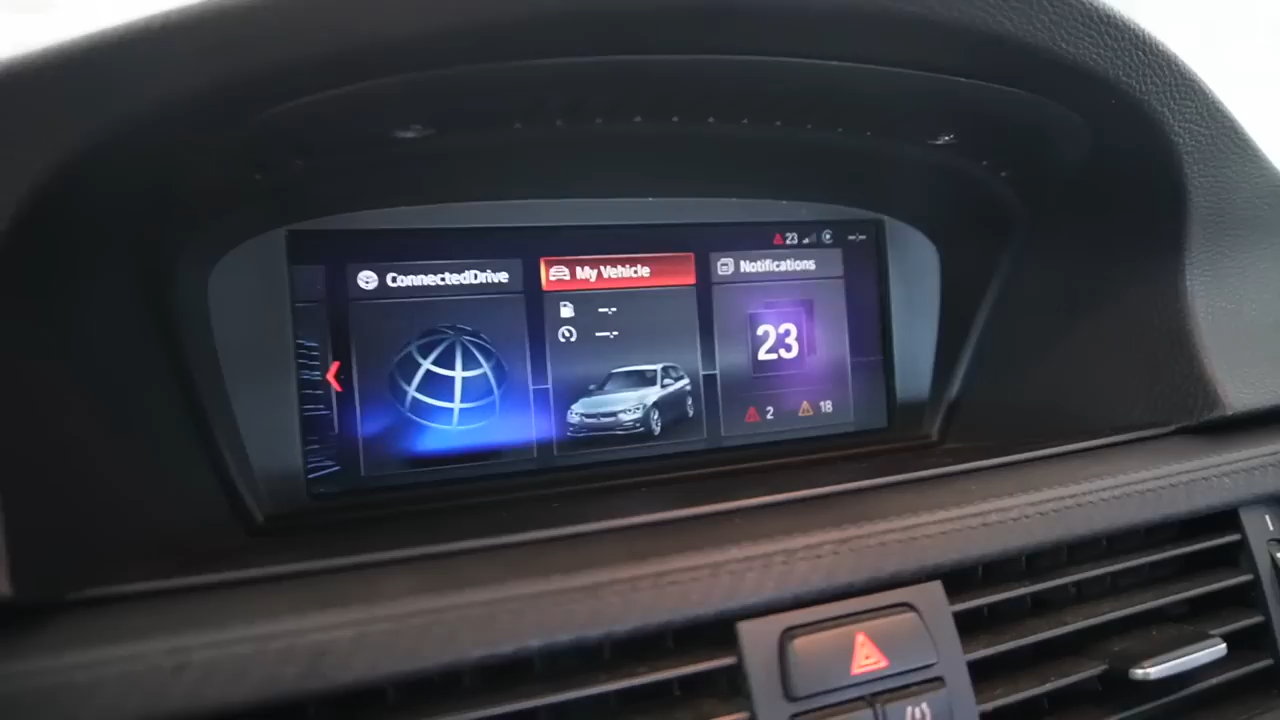 23 --:--
ConnectedDrive
My Vehicle
Notifications
--.-
--.-
23
2 18